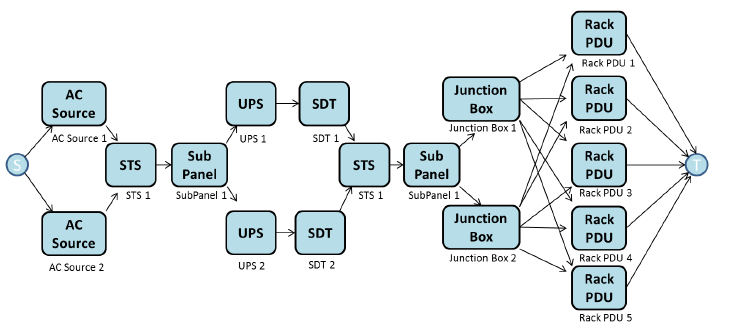 S
AC
Source
AC Source 1
AC
Source
AC Source 2
STS
STS 1
Sub
Panel
SubPanel 1
UPS
UPS 1
SDT
SDT 1
UPS
UPS 2
SDT
SDT 2
STS
STS 1
Sub
Panel
SubPanel 1
Junction
Box
Junction Box 1
Junction
Box
Junction Box 2
Rack
PDU
Rack PDU 1
Rack
PDU
Rack PDU 2
Rack
PDU
Rack PDU 3
Rack
PDU
Rack PDU 4
Rack
PDU
Rack PDU 5
T